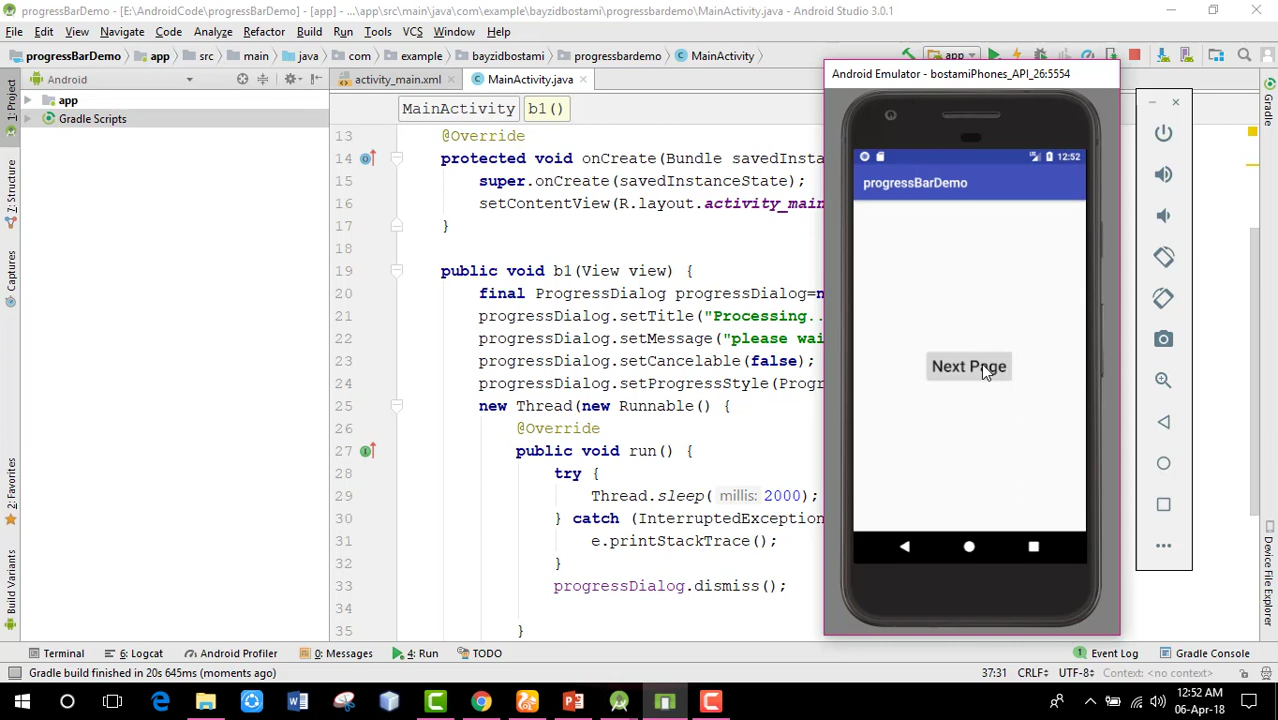 progressBarDemo - [E:\AndroidCode\progressBarDemo] - [app] - ...\app\src\main\java\com\example\bayzidbostami\progressbardemo\MainActivity.java - Android Studio 3.0.1
File Edit View Navigate Code Analyze Refactor Build Run Tools VCS Window Help
progressBarDemo app src main java com example bayzidbostami progressbardemo MainActivity app
Android activity_main.xml MainActivity.java
Android Emulator - bostamiPhones_API_26:5554
1: Project
7: Structure
Captures
2: Favorites
Build Variants
app
Gradle Scripts
MainActivity b1()
13 @Override
14 protected void onCreate(Bundle savedInsta
15 super.onCreate(savedInstanceState);
16 setContentView(R.layout.activity_main
17 }
18
19 public void b1(View view) {
20 final ProgressDialog progressDialog=n
21 progressDialog.setTitle("Processing..
22 progressDialog.setMessage("please wai
23 progressDialog.setCancelable(false);
24 progressDialog.setProgressStyle(Prog
25 new Thread(new Runnable() {
26 @Override
27 public void run() {
28 try {
29 Thread.sleep( millis: 2000);
30 } catch (InterruptedException
31 e.printStackTrace();
32 }
33 progressDialog.dismiss();
34
35 }
12:52
progressBarDemo
Next Page
Gradle
Device File Explorer
Terminal 6: Logcat Android Profiler 0: Messages 4: Run TODO Event Log Gradle Console
Gradle build finished in 20s 645ms (moments ago) 37:31 CRLF÷ UTF-8÷ Context: <no context>
12:52 AM
06-Apr-18